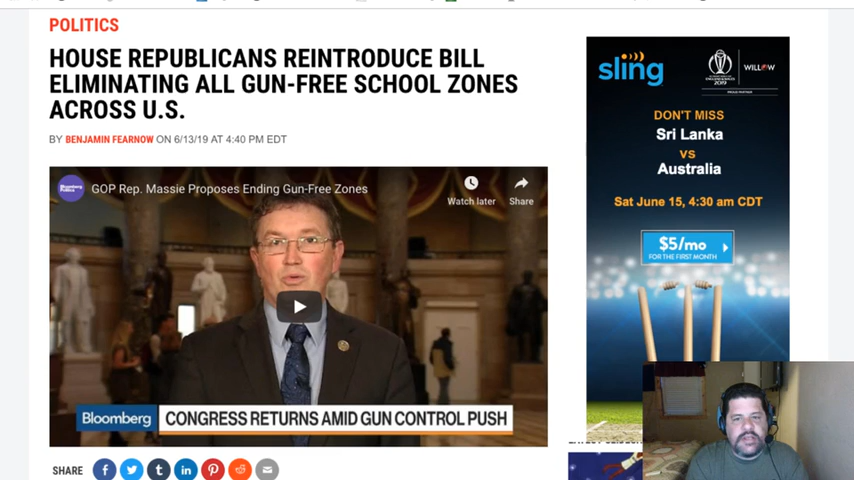 POLITICS
HOUSE REPUBLICANS REINTRODUCE BILL
ELIMINATING ALL GUN-FREE SCHOOL ZONES
ACROSS U.S.
BY BENJAMIN FEARNOW ON 6/13/19 AT 4:40 PM EDT
Bloomberg
Politics
GOP Rep. Massie Proposes Ending Gun-Free Zones
Watch later
Share
Bloomberg
CONGRESS RETURNS AMID GUN CONTROL PUSH
SHARE
sling
2019
WILLOW
DON'T MISS
Sri Lanka
vs
Australia
Sat June 15, 4:30 am CDT
$5/mo
FOR THE FIRST MONTH